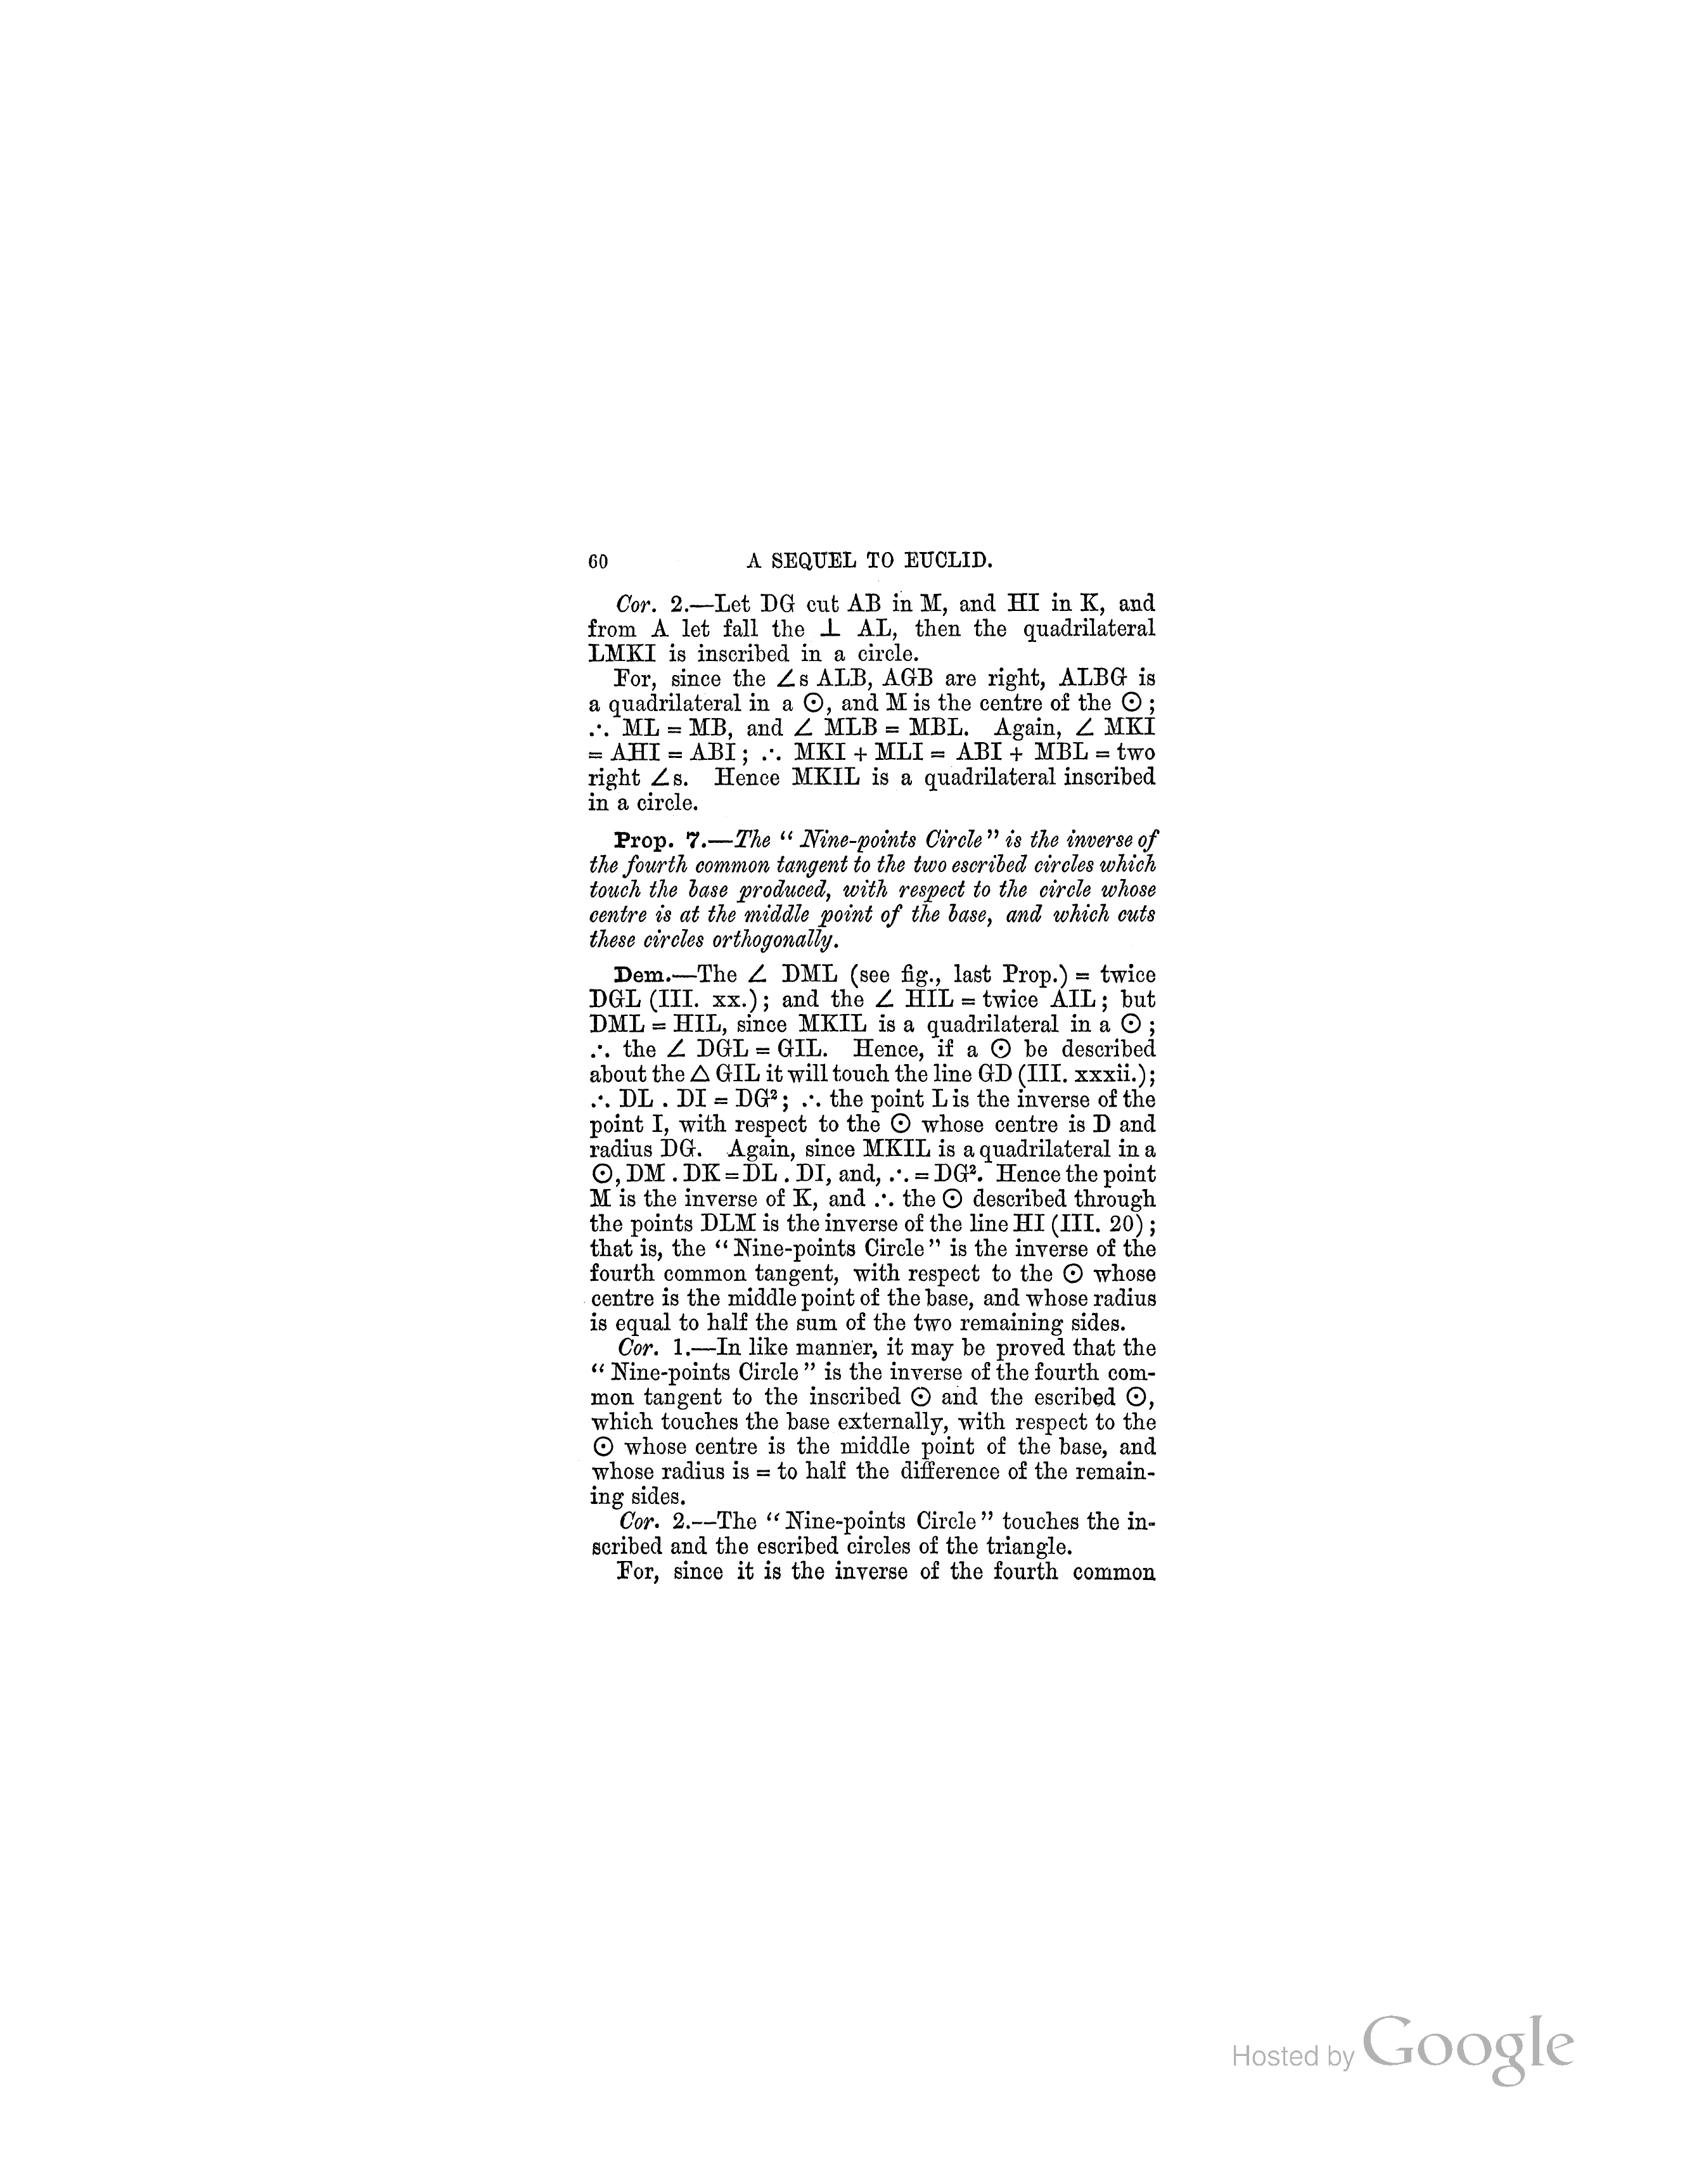 60 A SEQUEL TO EUCLID.
Cor. 2.—Let DG cut AB in M, and HI in K, and
from A let fall the ⊥ AL, then the quadrilateral
LMKI is inscribed in a circle.
For, since the ∠s ALB, AGB are right, ALBG is
a quadrilateral in a ⊙, and M is the centre of the ⊙;
∴ ML = MB, and ∠ MLB = MBL. Again, ∠ MKI
= AHI = ABI; ∴ MKI + MLI = ABI + MBL = two
right ∠s. Hence MKIL is a quadrilateral inscribed
in a circle.
Prop. 7.—The “Nine-points Circle” is the inverse of
the fourth common tangent to the two escribed circles which
touch the base produced, with respect to the circle whose
centre is at the middle point of the base, and which cuts
these circles orthogonally.
Dem.—The ∠ DML (see fig., last Prop.) = twice
DGL (III. xx.); and the ∠ HIL = twice AIL; but
DML = HIL, since MKIL is a quadrilateral in a ⊙;
∴ the ∠ DGL = GIL. Hence, if a ⊙ be described
about the △ GIL it will touch the line GD (III. xxxii.);
∴ DL . DI = DG²; ∴ the point L is the inverse of the
point I, with respect to the ⊙ whose centre is D and
radius DG. Again, since MKIL is a quadrilateral in a
⊙, DM . DK = DL . DI, and, ∴ = DG². Hence the point
M is the inverse of K, and ∴ the ⊙ described through
the points DLM is the inverse of the line HI (III. 20);
that is, the “Nine-points Circle” is the inverse of the
fourth common tangent, with respect to the ⊙ whose
centre is the middle point of the base, and whose radius
is equal to half the sum of the two remaining sides.
Cor. 1.—In like manner, it may be proved that the
“Nine-points Circle” is the inverse of the fourth com-
mon tangent to the inscribed ⊙ and the escribed ⊙,
which touches the base externally, with respect to the
⊙ whose centre is the middle point of the base, and
whose radius is = to half the difference of the remain-
ing sides.
Cor. 2.—The “Nine-points Circle” touches the in-
scribed and the escribed circles of the triangle.
For, since it is the inverse of the fourth common
Hosted by Google